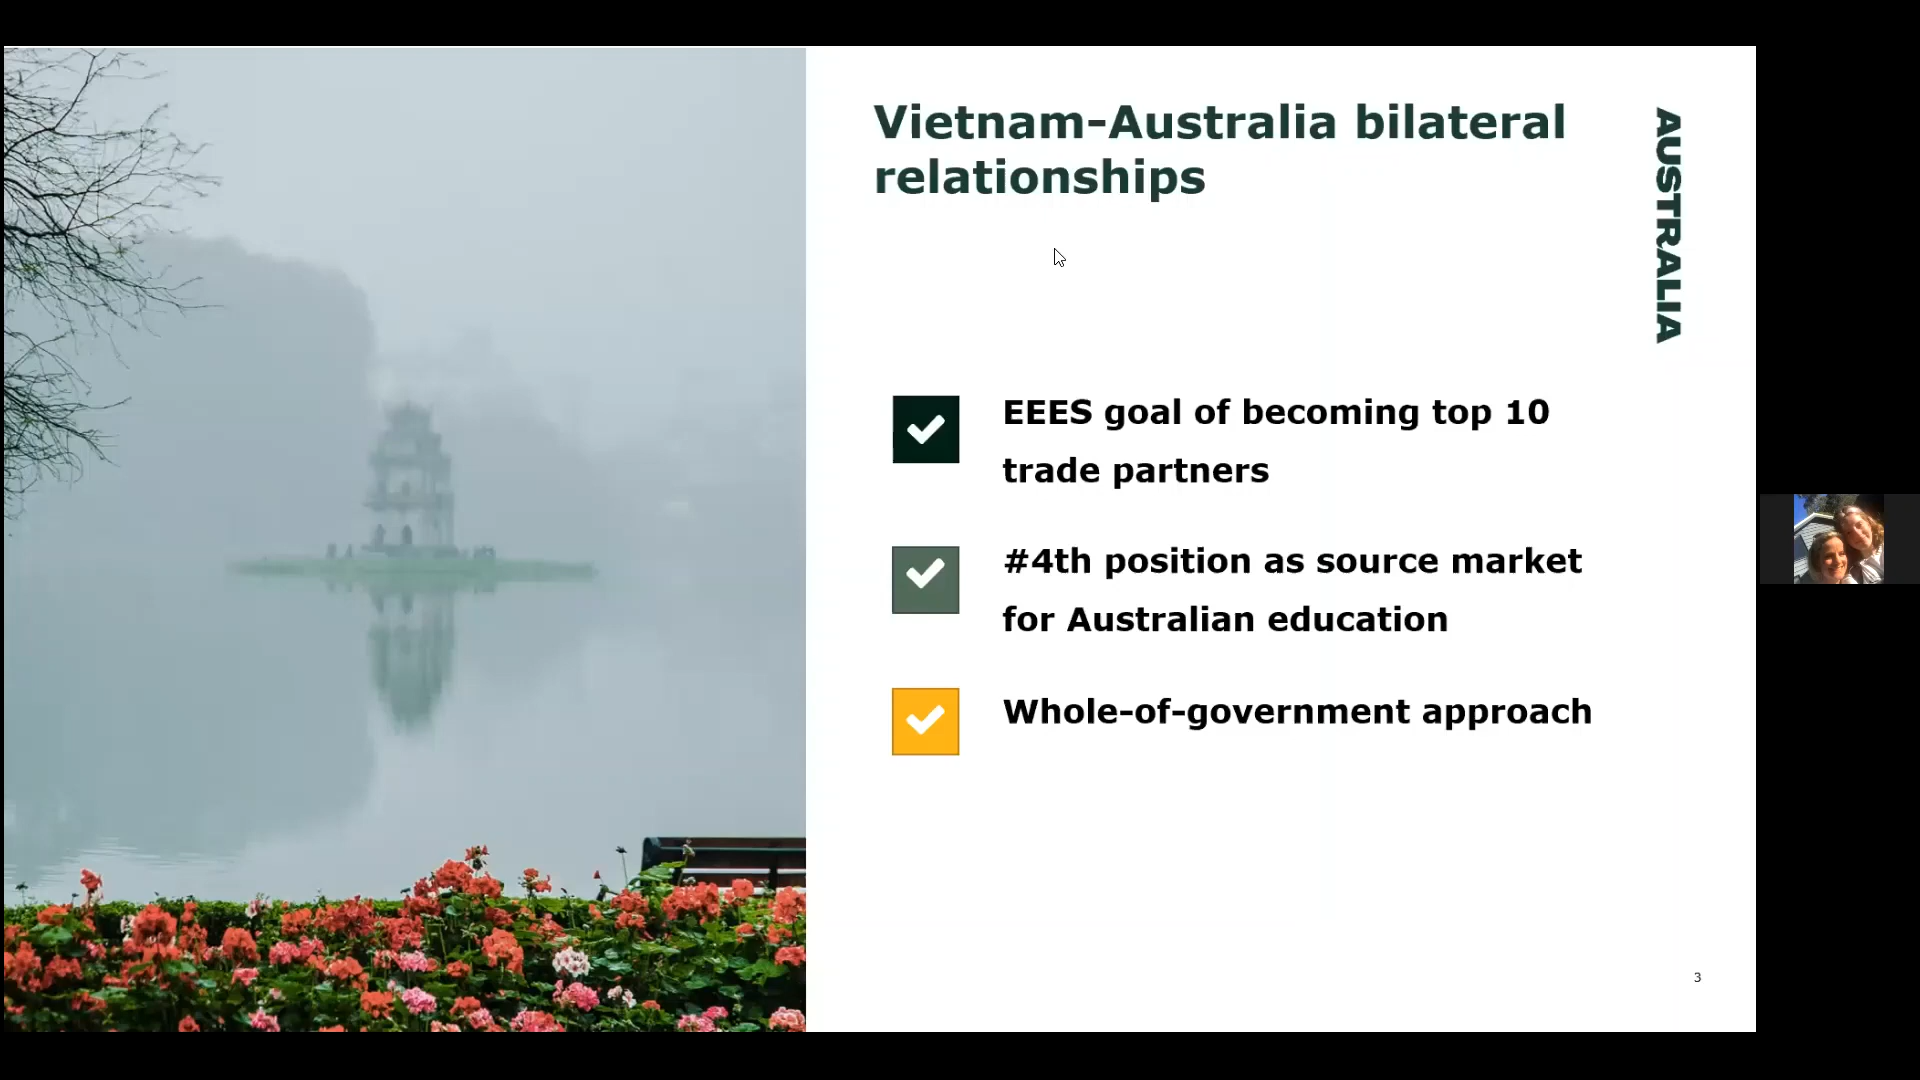 Vietnam-Australia bilateral
relationships
AUSTRALIA
EEES goal of becoming top 10
trade partners
#4th position as source market
for Australian education
Whole-of-government approach
3